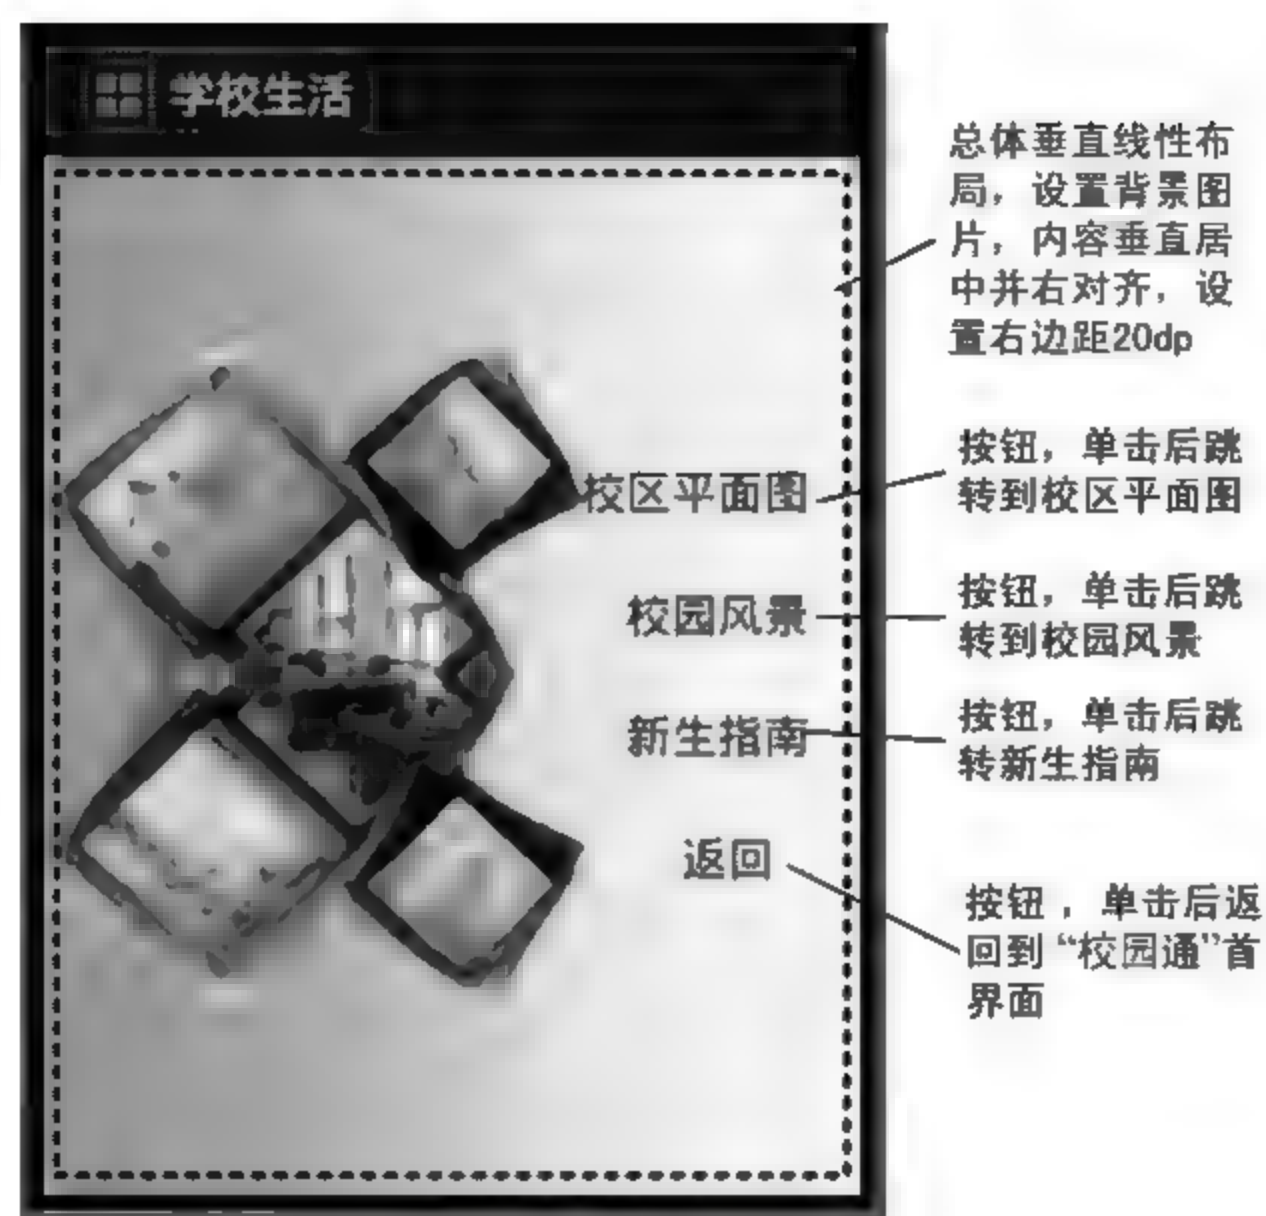 学校生活
总体垂直线性布
局，设置背景图
片，内容垂直居
中并右对齐，设
置右边距20dp
校区平面图
按钮，单击后跳
转到校区平面图
校园风景
按钮，单击后跳
转到校园风景
新生指南
按钮，单击后跳
转新生指南
返回
按钮，单击后返
回到“校园通”首
界面